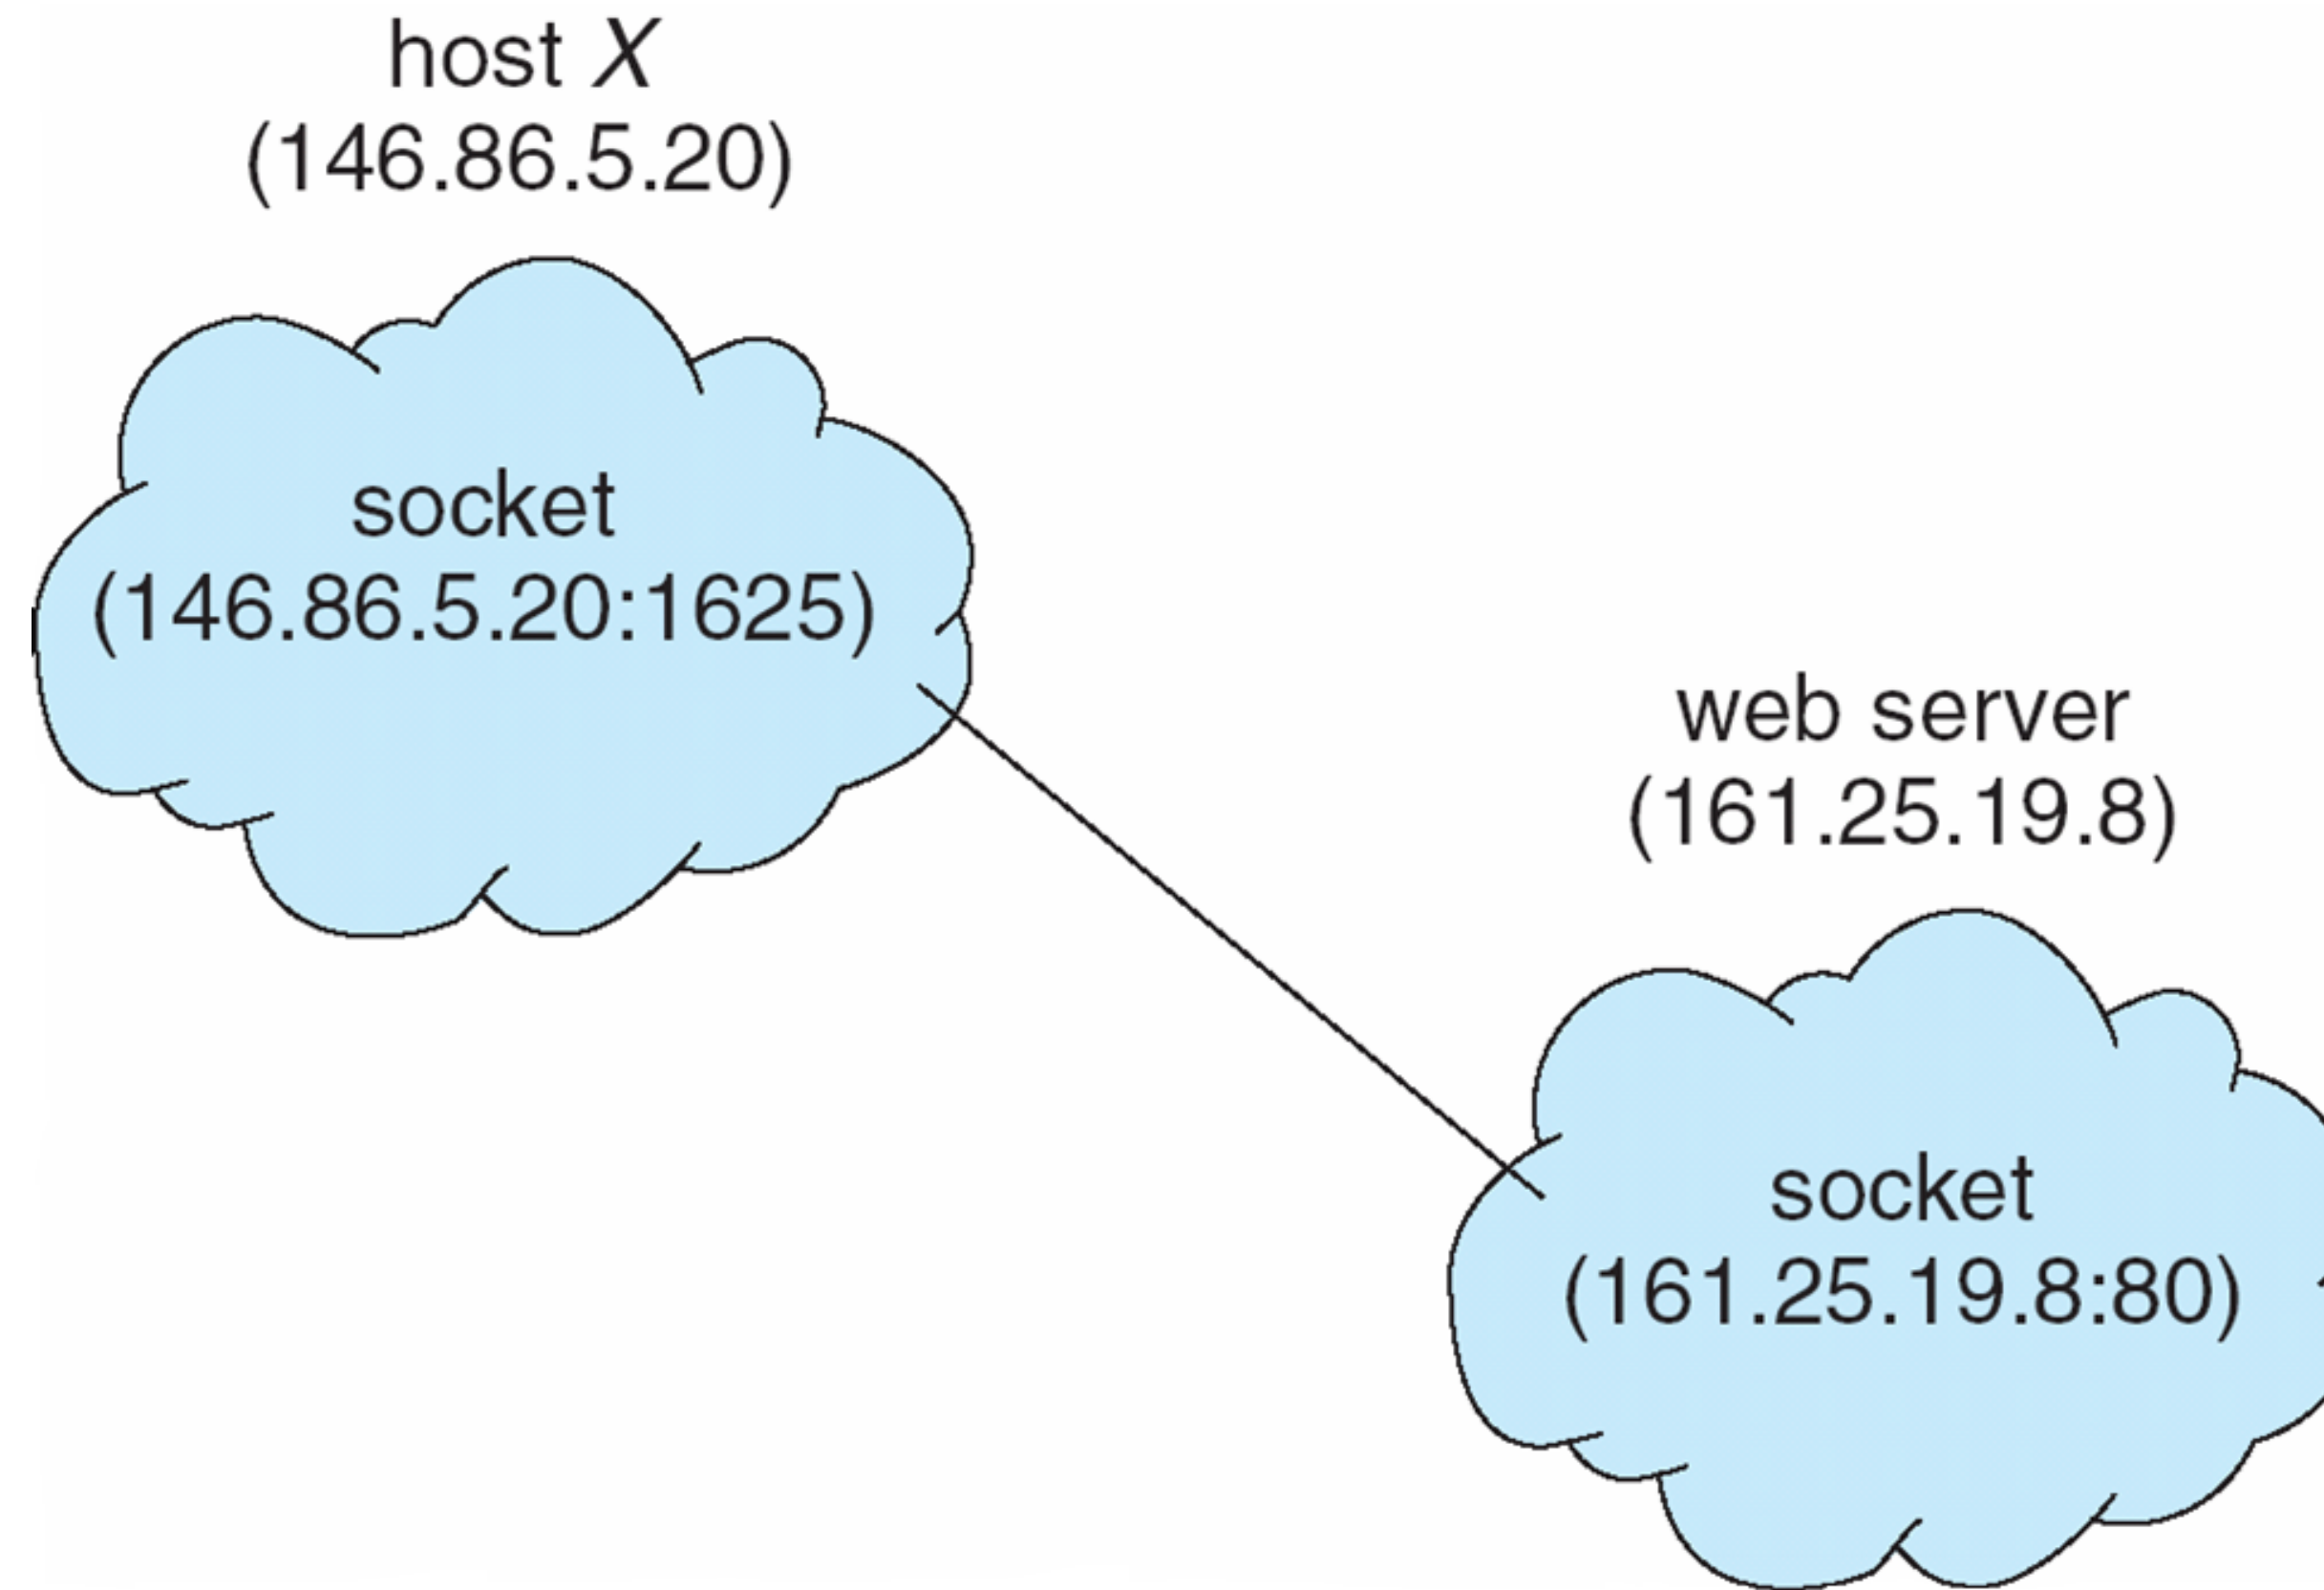 host X
(146.86.5.20)
socket
(146.86.5.20:1625)
web server
(161.25.19.8)
socket
(161.25.19.8:80)